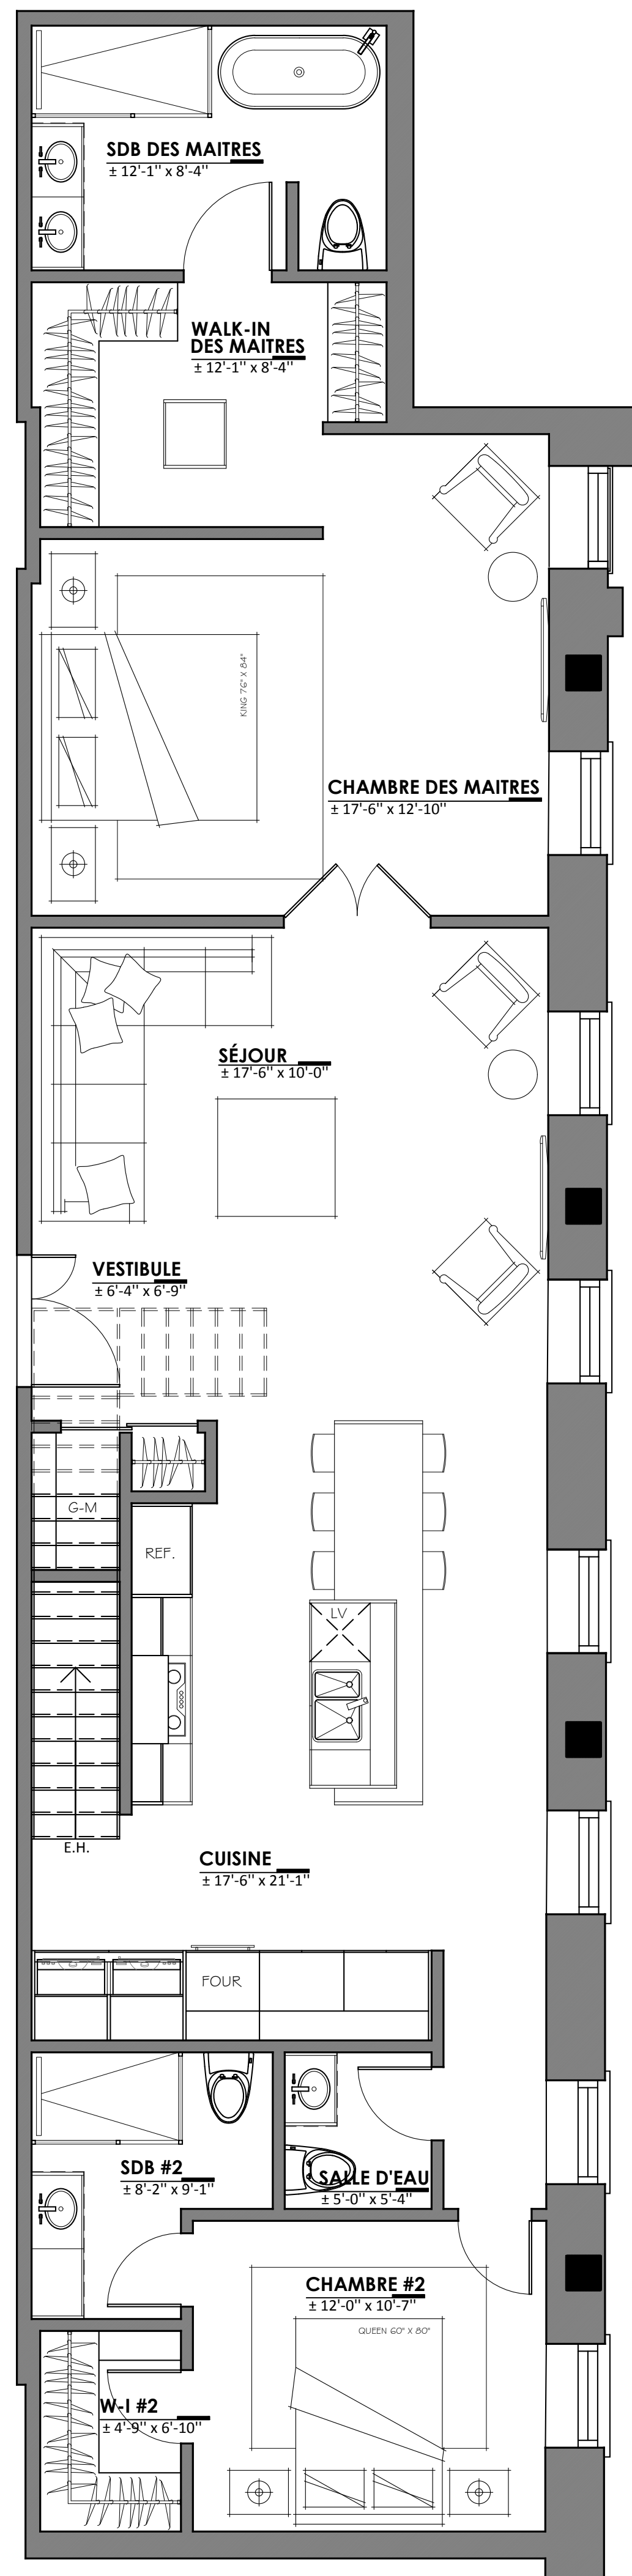 SDB DES MAITRES
± 12'-1" x 8'-4"
WALK-IN
DES MAITRES
± 12'-1" x 8'-4"
KING 76" X 84"
CHAMBRE DES MAITRES
± 17'-6" x 12'-10"
SÉJOUR
± 17'-6" x 10'-0"
VESTIBULE
± 6'-4" x 6'-9"
G-M
REF.
LV
E.H.
CUISINE
± 17'-6" x 21'-1"
FOUR
SDB #2
± 8'-2" x 9'-1"
SALLE D'EAU
± 5'-0" x 5'-4"
CHAMBRE #2
± 12'-0" x 10'-7"
QUEEN 60" X 80"
W-I #2
± 4'-9" x 6'-10"